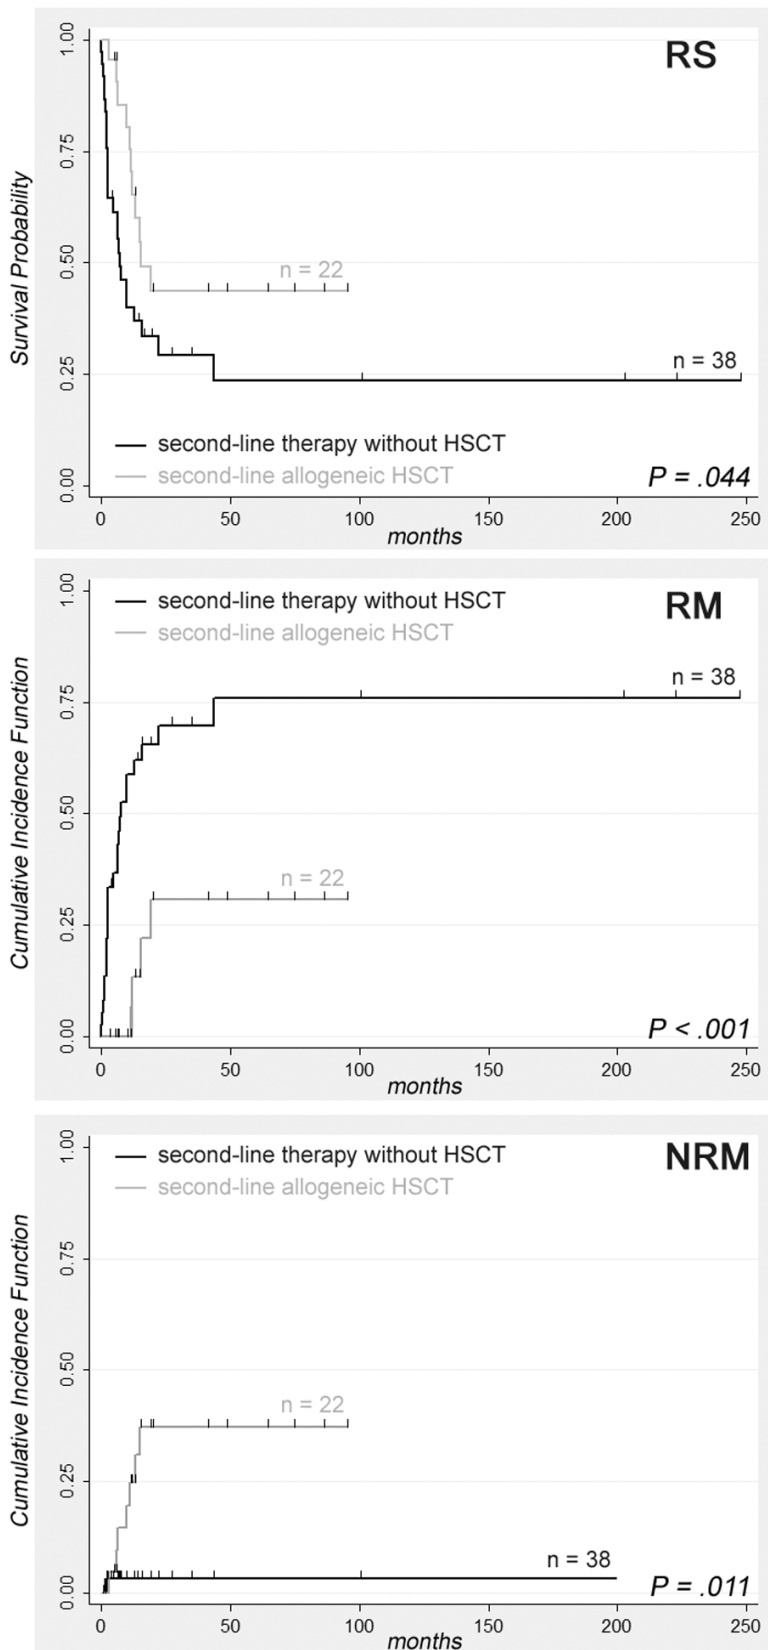 RS
Survival Probability
1.00
0.75
0.50
0.25
0.00
n = 22
n = 38
second-line therapy without HSCT
second-line allogeneic HSCT
P = .044
0 50 100 150 200 250
months
RM
Cumulative Incidence Function
1.00
0.75
0.50
0.25
0.00
second-line therapy without HSCT
second-line allogeneic HSCT
n = 38
n = 22
P < .001
0 50 100 150 200 250
months
NRM
Cumulative Incidence Function
1.00
0.75
0.50
0.25
0.00
second-line therapy without HSCT
second-line allogeneic HSCT
n = 22
n = 38
P = .011
0 50 100 150 200 250
months